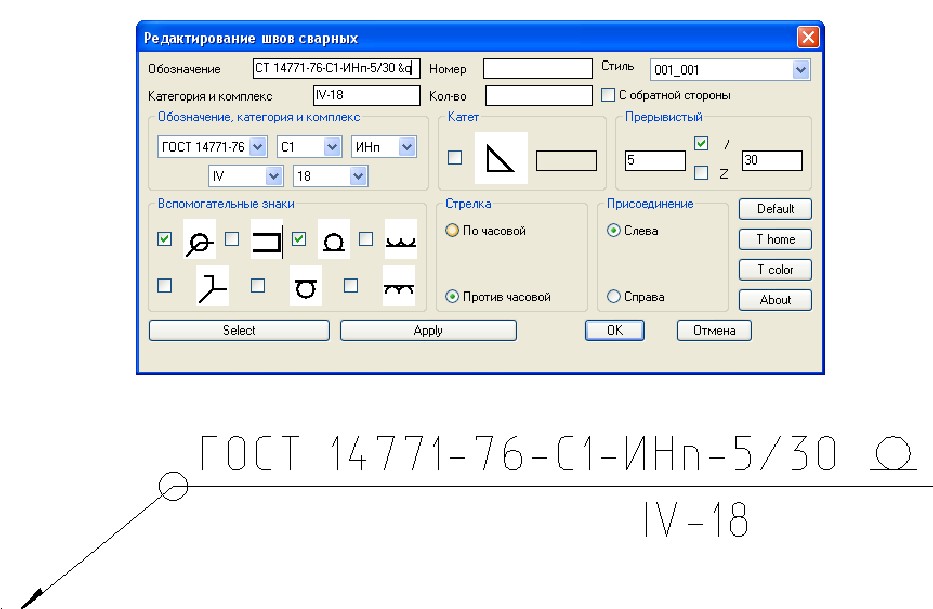 Редактирование швов сварных
Обозначение СТ 14771-76-С1-ИНп-5/30 &q Номер Стиль 001_001
Категория и комплекс IV-18 Кол-во С обратной стороны
Обозначение, категория и комплекс Катет Прерывистый
ГОСТ 14771-76 С1 ИНп 5 / 30
IV 18 Z
Вспомогательные знаки Стрелка Присоединение Default
По часовой Слева
T home
T color
Против часовой Справа About
Select Apply OK Отмена
ГОСТ 14771-76-С1-ИНп-5/30
IV-18